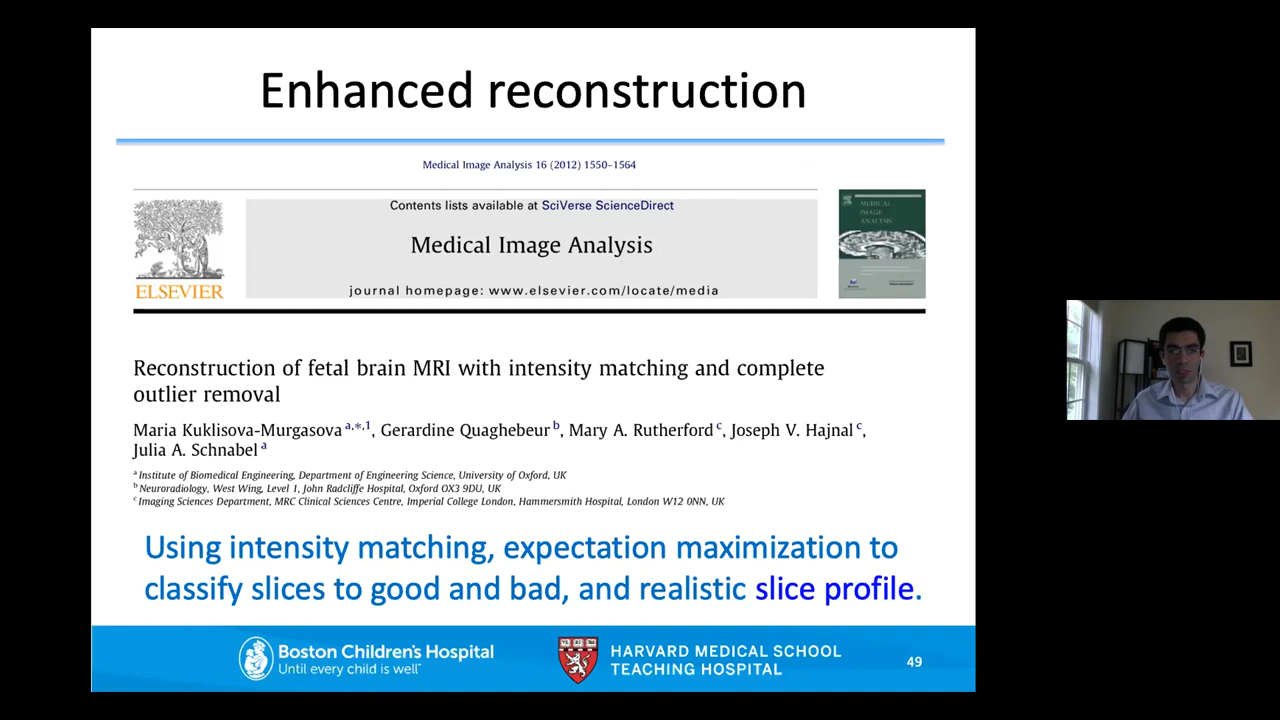 Enhanced reconstruction
Medical Image Analysis 16 (2012) 1550–1564
Contents lists available at SciVerse ScienceDirect
Medical Image Analysis
journal homepage: www.elsevier.com/locate/media
ELSEVIER
MEDICAL
IMAGE
ANALYSIS
Reconstruction of fetal brain MRI with intensity matching and complete
outlier removal
Maria Kuklisova-Murgasova a,*,1, Gerardine Quaghebeur b, Mary A. Rutherford c, Joseph V. Hajnal c,
Julia A. Schnabel a
a Institute of Biomedical Engineering, Department of Engineering Science, University of Oxford, UK
b Neuroradiology, West Wing, Level 1, John Radcliffe Hospital, Oxford OX3 9DU, UK
c Imaging Sciences Department, MRC Clinical Sciences Centre, Imperial College London, Hammersmith Hospital, London W12 0NN, UK
Using intensity matching, expectation maximization to
classify slices to good and bad, and realistic slice profile.
Boston Children's Hospital
Until every child is well™
HARVARD MEDICAL SCHOOL
TEACHING HOSPITAL
49